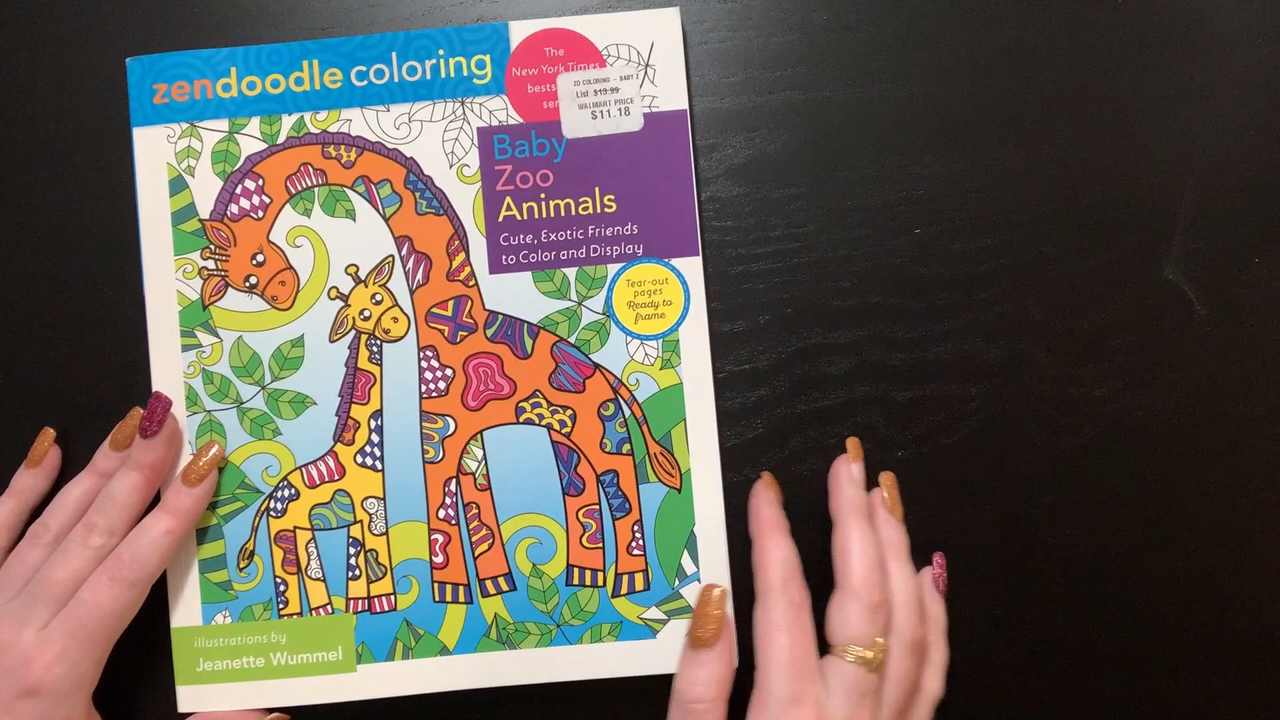 zendoodle coloring
The
New York Times
ZD COLORING - BABY Z
List $13.99
WALMART PRICE
$11.18
Baby
Zoo
Animals
Cute, Exotic Friends
to Color and Display
Tear-out
pages
Ready to
frame
illustrations by
Jeanette Wummel